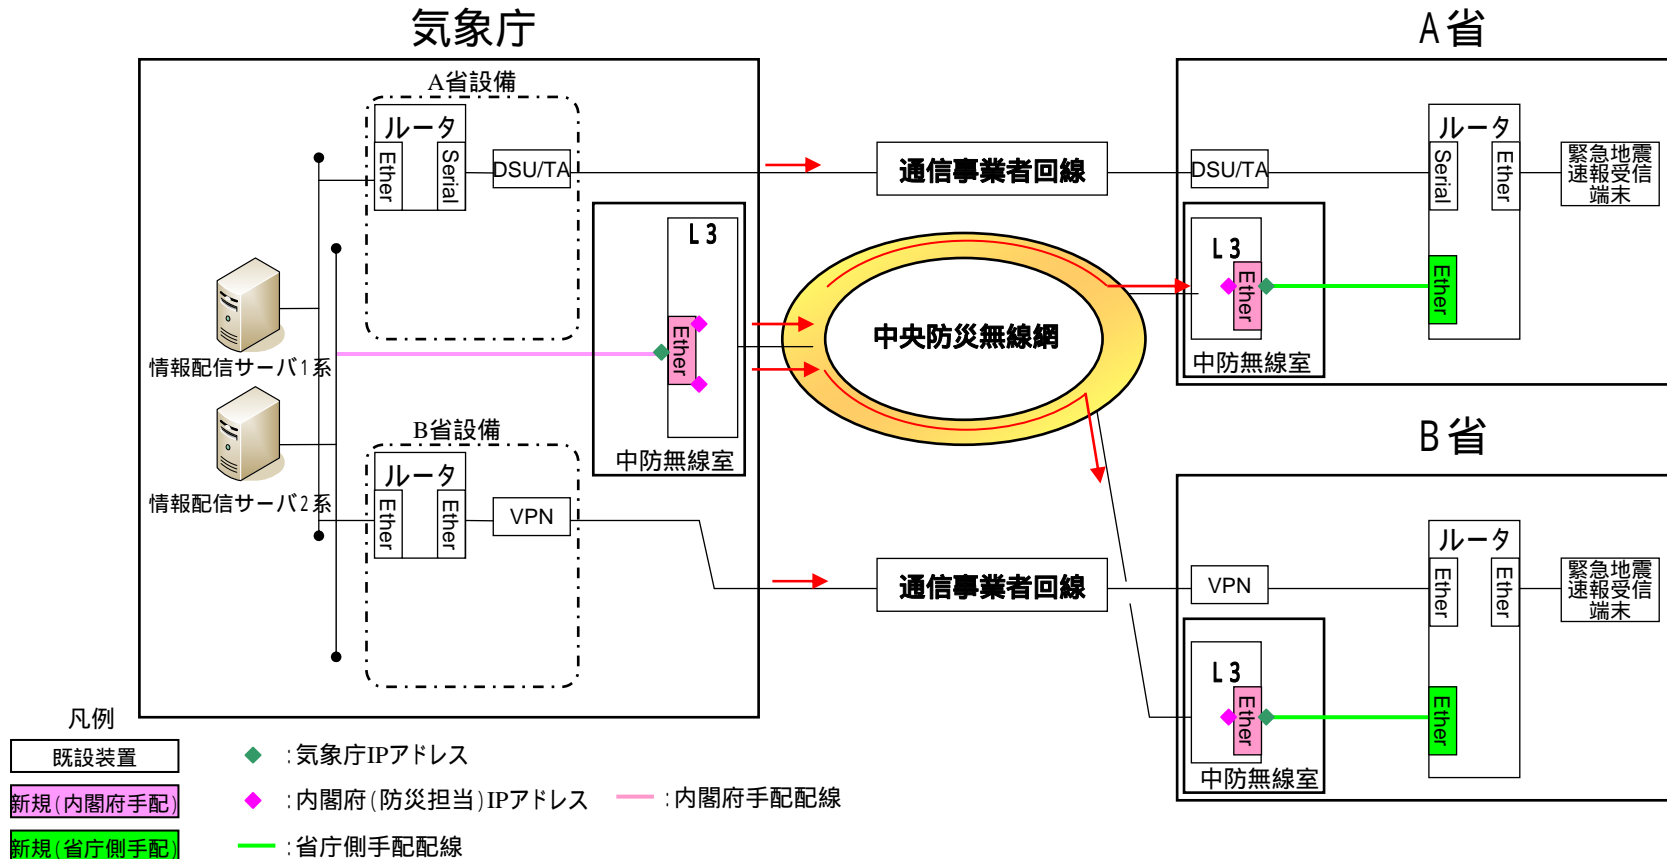 気象庁
A省
A省設備
ルータ
Ether
Serial
DSU/TA
通信事業者回線
DSU/TA
ルータ
Serial
Ether
緊急地震
速報受信
端末
L3
Ether
中防無線室
中央防災無線網
L3
Ether
中防無線室
Ether
情報配信サーバ1系
情報配信サーバ2系
B省設備
ルータ
Ether
Ether
VPN
通信事業者回線
B省
VPN
ルータ
Ether
Ether
緊急地震
速報受信
端末
L3
Ether
中防無線室
Ether
凡例
既設装置
新規(内閣府手配)
新規(省庁側手配)
:気象庁IPアドレス
:内閣府(防災担当)IPアドレス
:内閣府手配配線
:省庁側手配配線